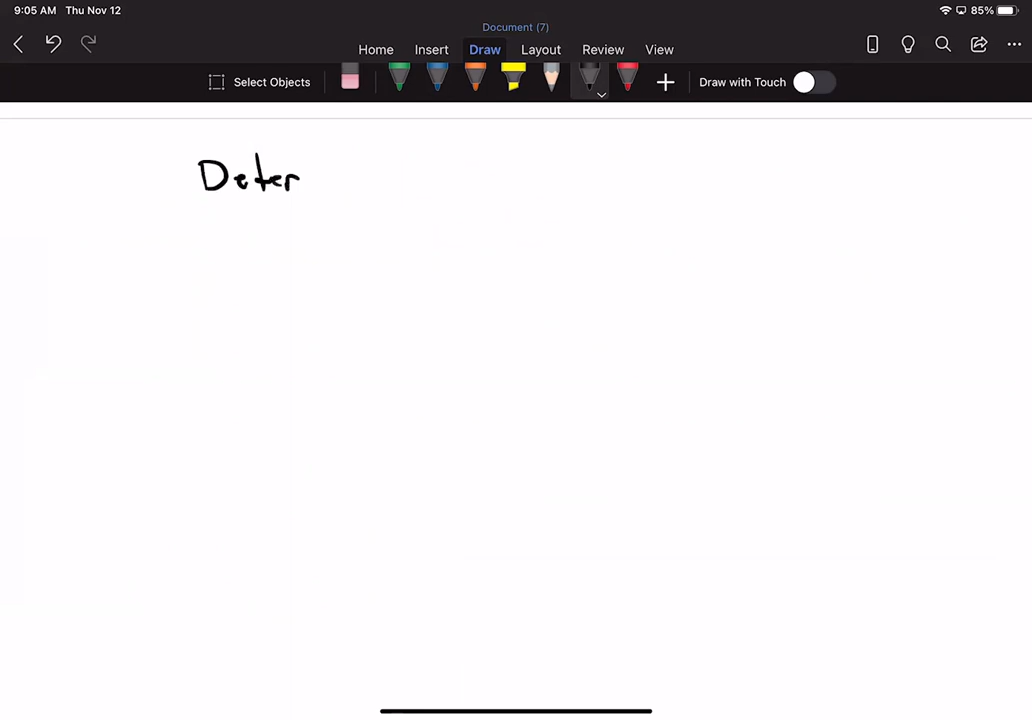 9:05 AM Thu Nov 12 85%
Document (7)
Home Insert Draw Layout Review View
Select Objects Draw with Touch
Deter